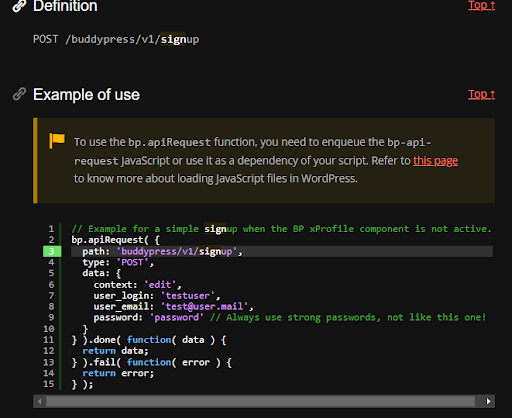 Definition
Top ↑
POST /buddypress/v1/signup
Example of use
Top ↑
To use the bp.apiRequest function, you need to enqueue the bp-api-
request JavaScript or use it as a dependency of your script. Refer to this page
to know more about loading JavaScript files in WordPress.
1 // Example for a simple signup when the BP xProfile component is not active.
2 bp.apiRequest( {
3   path: 'buddypress/v1/signup',
4   type: 'POST',
5   data: {
6     context: 'edit',
7     user_login: 'testuser',
8     user_email: 'test@user.mail',
9     password: 'password' // Always use strong passwords, not like this one!
10   }
11 } ).done( function( data ) {
12   return data;
13 } ).fail( function( error ) {
14   return error;
15 } );